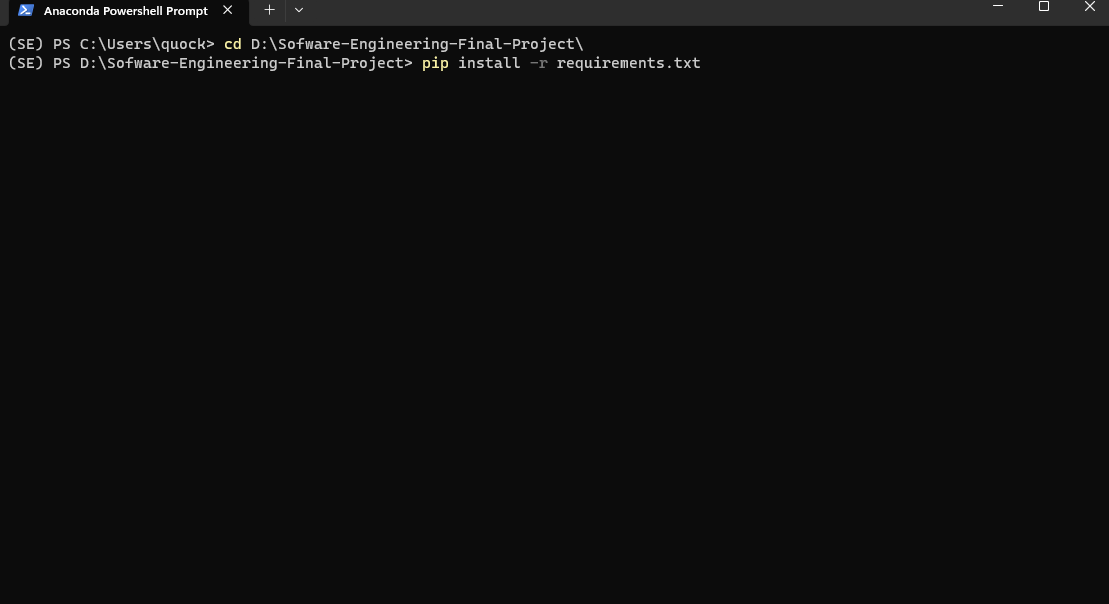 Anaconda Powershell Prompt
(SE) PS C:\Users\quock> cd D:\Sofware-Engineering-Final-Project\
(SE) PS D:\Sofware-Engineering-Final-Project> pip install -r requirements.txt